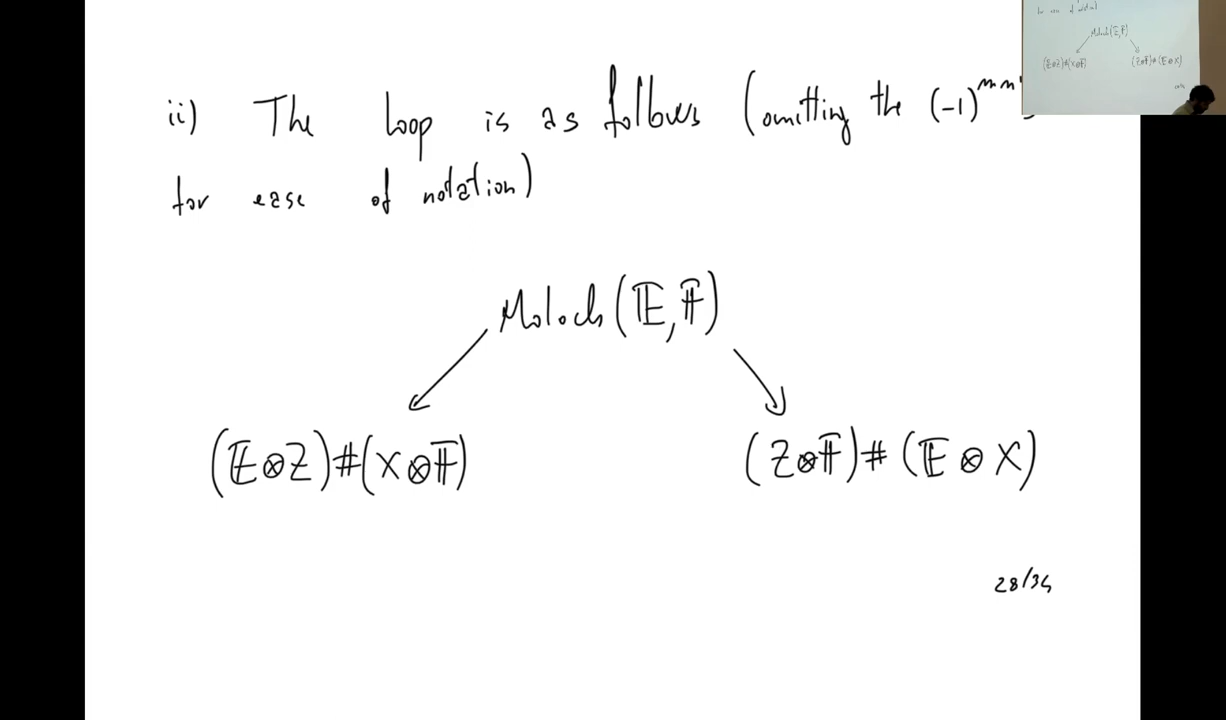 ii) The loop is as follows (omitting the (-1)^{mn}
for ease of notation)
Moloch(𝔼,𝔽)
(𝔼⊗Z)#(X⊗𝔽) (Z⊗𝔽)#(𝔼⊗X)
28/34